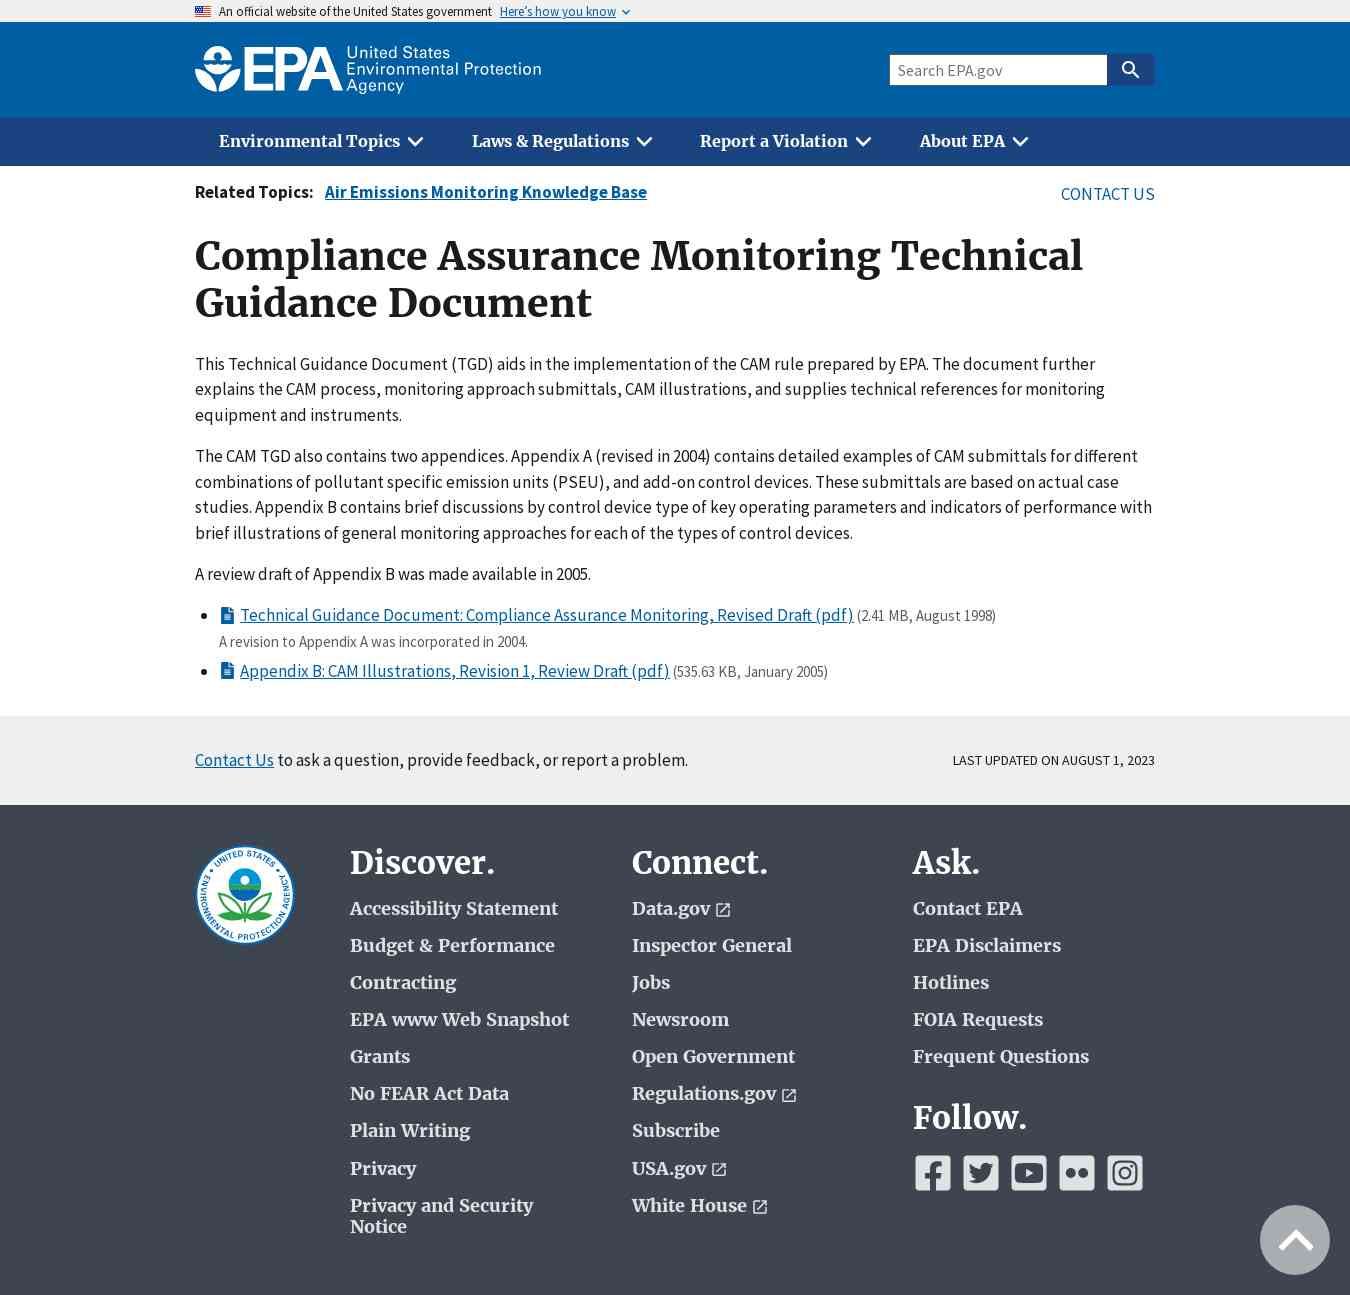 An official website of the United States government Here's how you know
EPA United States
Environmental Protection
Agency
Search EPA.gov
Environmental Topics Laws & Regulations Report a Violation About EPA
Related Topics: Air Emissions Monitoring Knowledge Base
CONTACT US
Compliance Assurance Monitoring Technical
Guidance Document
This Technical Guidance Document (TGD) aids in the implementation of the CAM rule prepared by EPA. The document further
explains the CAM process, monitoring approach submittals, CAM illustrations, and supplies technical references for monitoring
equipment and instruments.
The CAM TGD also contains two appendices. Appendix A (revised in 2004) contains detailed examples of CAM submittals for different
combinations of pollutant specific emission units (PSEU), and add-on control devices. These submittals are based on actual case
studies. Appendix B contains brief discussions by control device type of key operating parameters and indicators of performance with
brief illustrations of general monitoring approaches for each of the types of control devices.
A review draft of Appendix B was made available in 2005.
Technical Guidance Document: Compliance Assurance Monitoring, Revised Draft (pdf) (2.41 MB, August 1998)
A revision to Appendix A was incorporated in 2004.
Appendix B: CAM Illustrations, Revision 1, Review Draft (pdf) (535.63 KB, January 2005)
Contact Us to ask a question, provide feedback, or report a problem.
LAST UPDATED ON AUGUST 1, 2023
UNITED STATES
ENVIRONMENTAL PROTECTION AGENCY
Discover.
Accessibility Statement
Budget & Performance
Contracting
EPA www Web Snapshot
Grants
No FEAR Act Data
Plain Writing
Privacy
Privacy and Security
Notice
Connect.
Data.gov
Inspector General
Jobs
Newsroom
Open Government
Regulations.gov
Subscribe
USA.gov
White House
Ask.
Contact EPA
EPA Disclaimers
Hotlines
FOIA Requests
Frequent Questions
Follow.